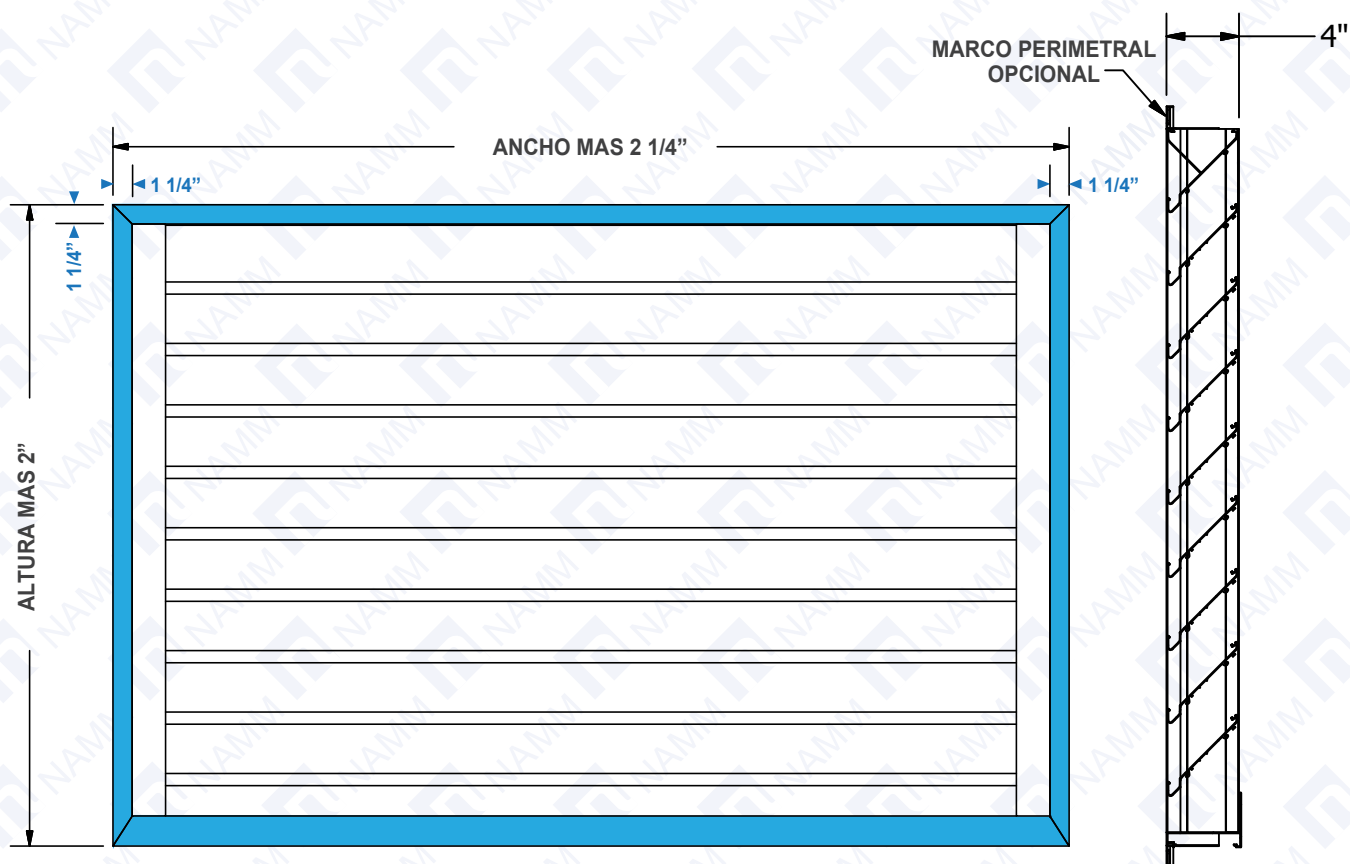 4"
MARCO PERIMETRAL
OPCIONAL
ANCHO MAS 2 1/4”
1 1/4”
1 1/4”
1 1/4”
ALTURA MAS 2”
NAMM